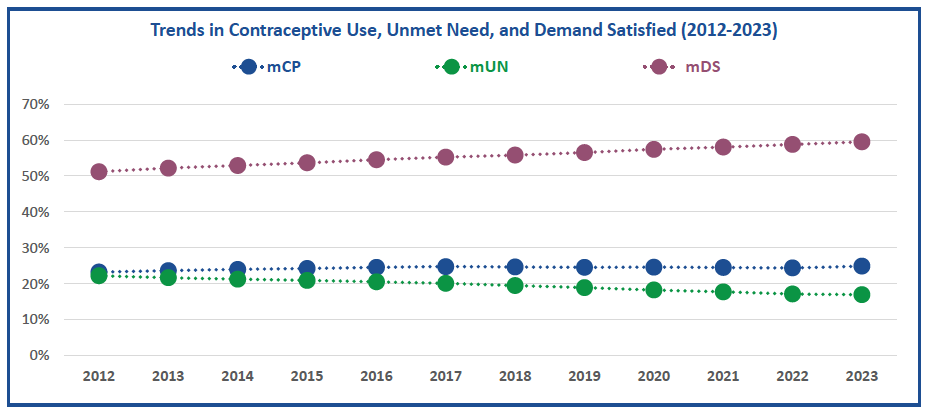 Trends in Contraceptive Use, Unmet Need, and Demand Satisfied (2012-2023)
mCP mUN mDS
70%
60%
50%
40%
30%
20%
10%
0%
2012 2013 2014 2015 2016 2017 2018 2019 2020 2021 2022 2023